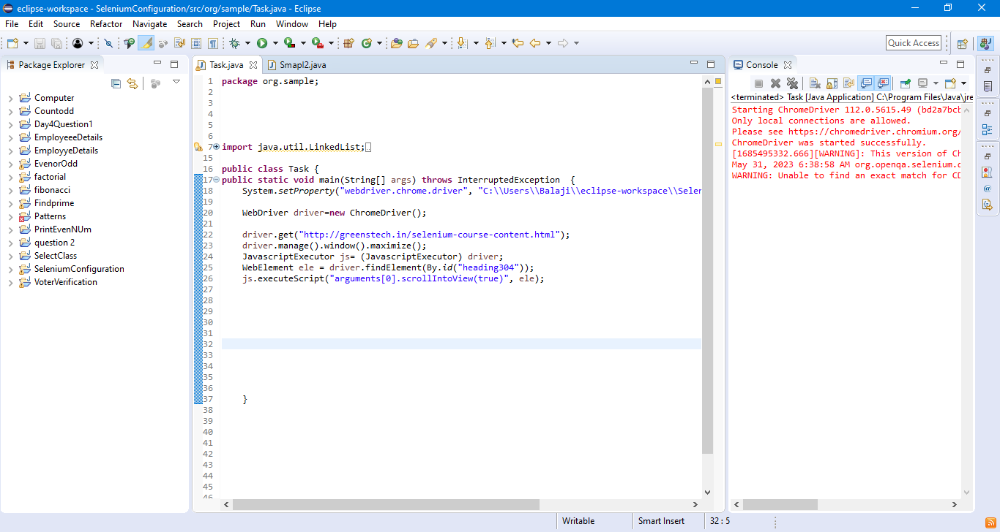 eclipse-workspace - SeleniumConfiguration/src/org/sample/Task.java - Eclipse
File Edit Source Refactor Navigate Search Project Run Window Help
Quick Access
Package Explorer
Computer
Countodd
Day4Question1
EmployeeeDetails
EmployyeDetails
EvenorOdd
factorial
fibonacci
Findprime
Patterns
PrintEvenNUm
question 2
SelectClass
SeleniumConfiguration
VoterVerification
Task.java Smapl2.java
1 package org.sample;
2
3
4
5
6
7 import java.util.LinkedList;
15
16 public class Task {
17 public static void main(String[] args) throws InterruptedException  {
18 System.setProperty("webdriver.chrome.driver", "C:\\Users\\Balaji\\eclipse-workspace\\Selen
19
20 WebDriver driver=new ChromeDriver();
21
22 driver.get("http://greenstech.in/selenium-course-content.html");
23 driver.manage().window().maximize();
24 JavascriptExecutor js= (JavascriptExecutor) driver;
25 WebElement ele = driver.findElement(By.id("heading304"));
26 js.executeScript("arguments[0].scrollIntoView(true)", ele);
27
28
29
30
31
32
33
34
35
36
37 }
38
39
40
41
42
43
44
45
46
Console
<terminated> Task [Java Application] C:\Program Files\Java\jre
Starting ChromeDriver 112.0.5615.49 (bd2a7bcb
Only local connections are allowed.
Please see https://chromedriver.chromium.org/
ChromeDriver was started successfully.
[1685495332.666][WARNING]: This version of Ch
May 31, 2023 6:38:58 AM org.openqa.selenium.d
WARNING: Unable to find an exact match for CD
Writable Smart Insert 32 : 5